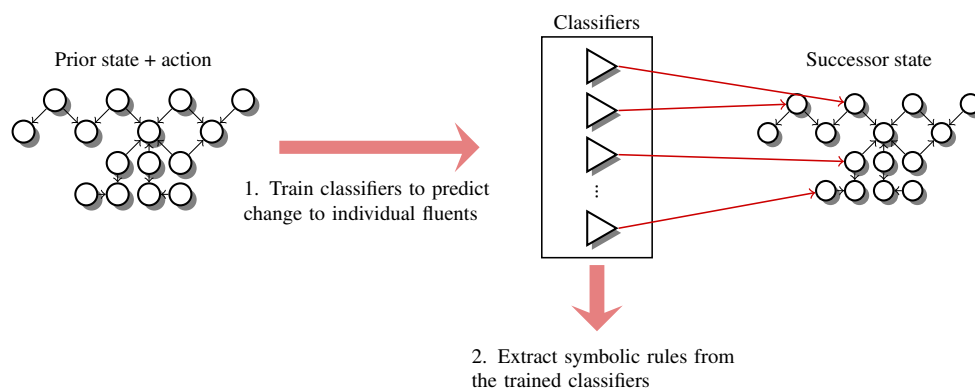 Classifiers
Prior state + action
Successor state
1. Train classifiers to predict
change to individual fluents
...
2. Extract symbolic rules from
the trained classifiers